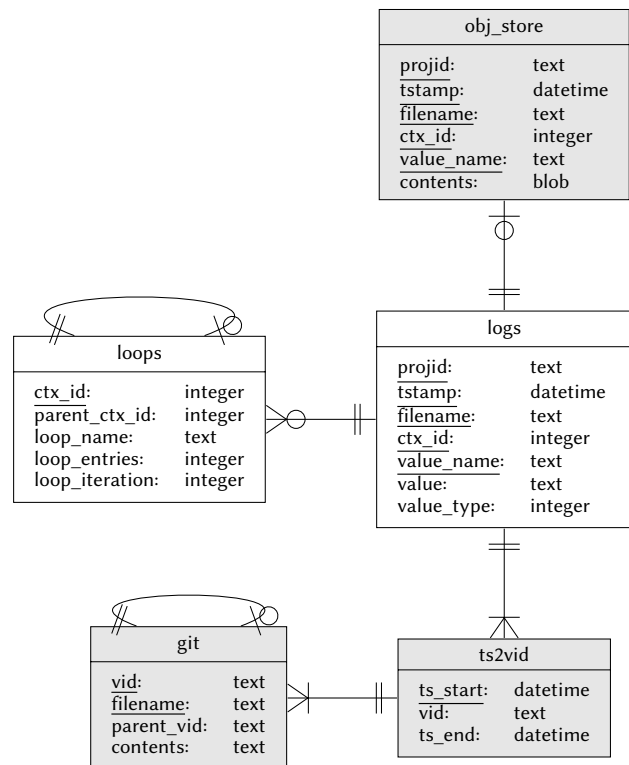 obj_store
projid: text
tstamp: datetime
filename: text
ctx_id: integer
value_name: text
contents: blob
loops
ctx_id: integer
parent_ctx_id: integer
loop_name: text
loop_entries: integer
loop_iteration: integer
logs
projid: text
tstamp: datetime
filename: text
ctx_id: integer
value_name: text
value: text
value_type: integer
git
vid: text
filename: text
parent_vid: text
contents: text
ts2vid
ts_start: datetime
vid: text
ts_end: datetime